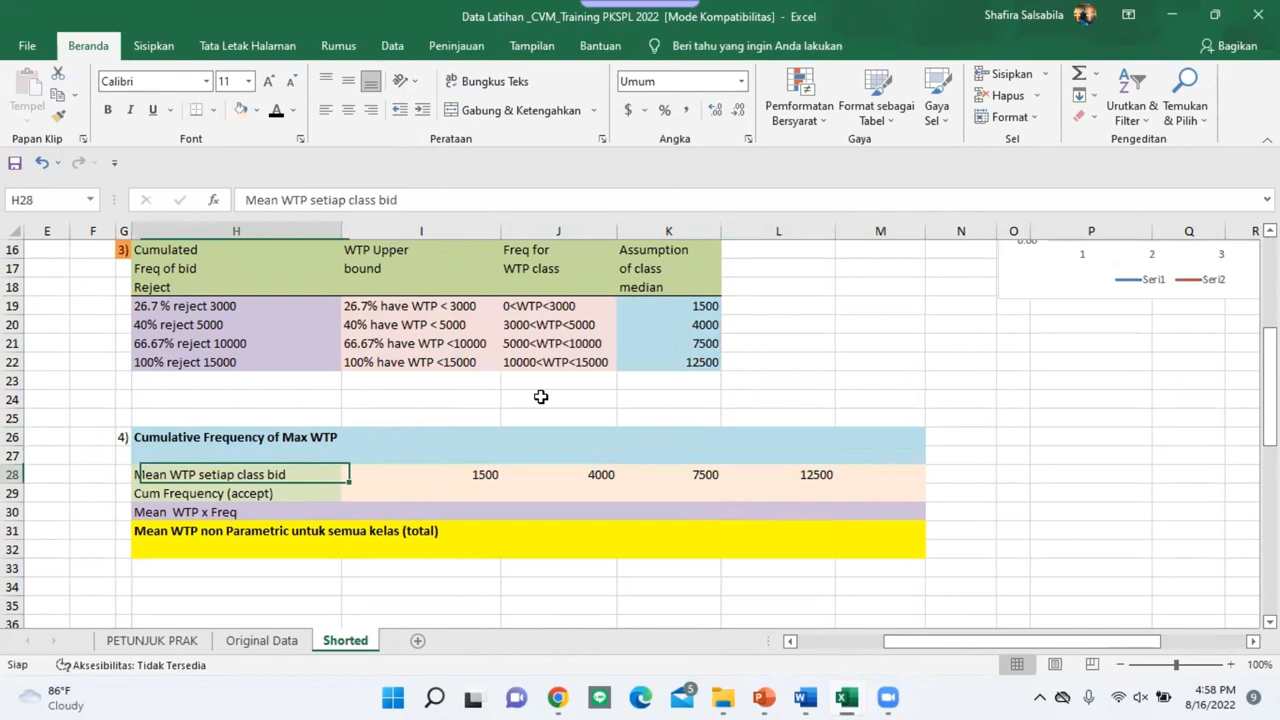 Data Latihan _CVM_Training PKSPL 2022 [Mode Kompatibilitas] - Excel
Shafira Salsabila
File Beranda Sisipkan Tata Letak Halaman Rumus Data Peninjauan Tampilan Bantuan Beri tahu yang ingin Anda lakukan Bagikan
Tempel
Calibri 11
Bungkus Teks
Umum
Sisipkan
Hapus
Format
Gabung & Ketengahkan
B I U A
$ % ,
Pemformatan Bersyarat
Format sebagai Tabel
Gaya Sel
Urutkan & Filter
Temukan & Pilih
Papan Klip Font Perataan Angka Gaya Sel Pengeditan
H28 fx Mean WTP setiap class bid
E F G H I J K L M N O P Q R
16 3) Cumulated WTP Upper Freq for Assumption 0.00
17 Freq of bid bound WTP class of class 1 2 3
18 Reject median Seri1 Seri2
19 26.7 % reject 3000 26.7% have WTP < 3000 0<WTP<3000 1500
20 40% reject 5000 40% have WTP < 5000 3000<WTP<5000 4000
21 66.67% reject 10000 66.67% have WTP <10000 5000<WTP<10000 7500
22 100% reject 15000 100% have WTP <15000 10000<WTP<15000 12500
23
24
25
26 4) Cumulative Frequency of Max WTP
27
28 Mean WTP setiap class bid 1500 4000 7500 12500
29 Cum Frequency (accept)
30 Mean WTP x Freq
31 Mean WTP non Parametric untuk semua kelas (total)
32
33
34
35
36
PETUNJUK PRAK Original Data Shorted
Siap Aksesibilitas: Tidak Tersedia 100%
86°F
Cloudy
5
4:58 PM
8/16/2022
9